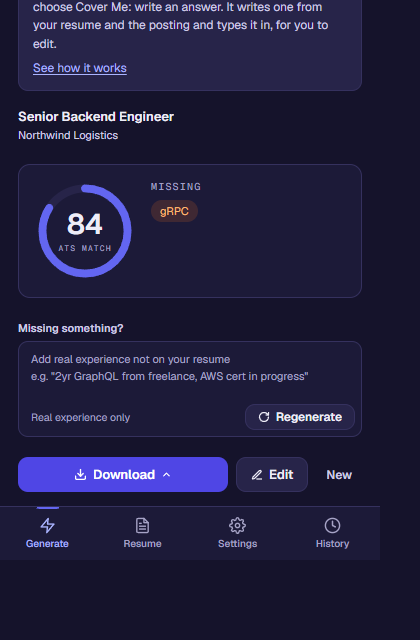 choose Cover Me: write an answer. It writes one from
your resume and the posting and types it in, for you to
edit.
See how it works
Senior Backend Engineer
Northwind Logistics
MISSING
gRPC
84
ATS MATCH
Missing something?
Add real experience not on your resume
e.g. "2yr GraphQL from freelance, AWS cert in progress"
Real experience only
Regenerate
Download
Edit
New
Generate
Resume
Settings
History